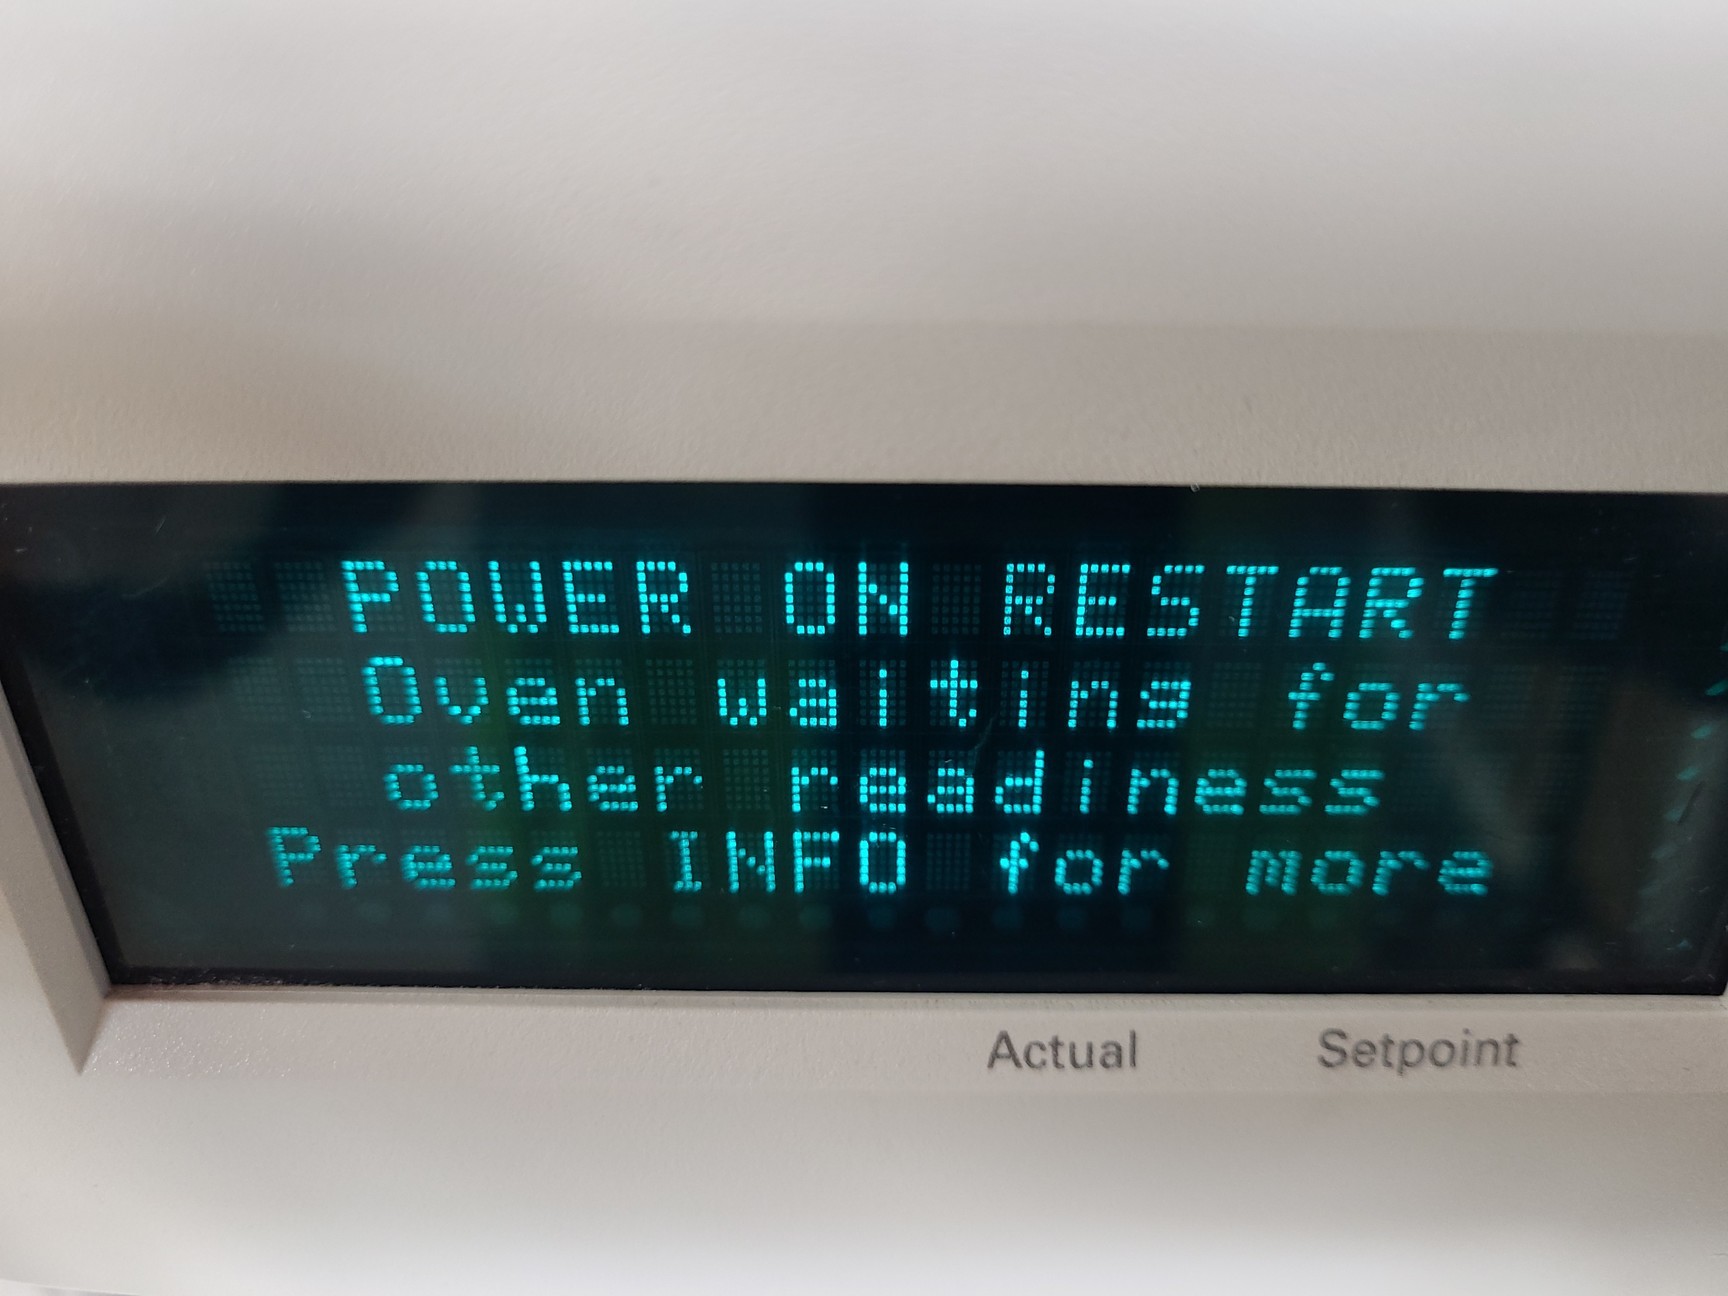 POWER ON RESTART
Oven waiting for
other readiness
Press INFO for more
Actual Setpoint